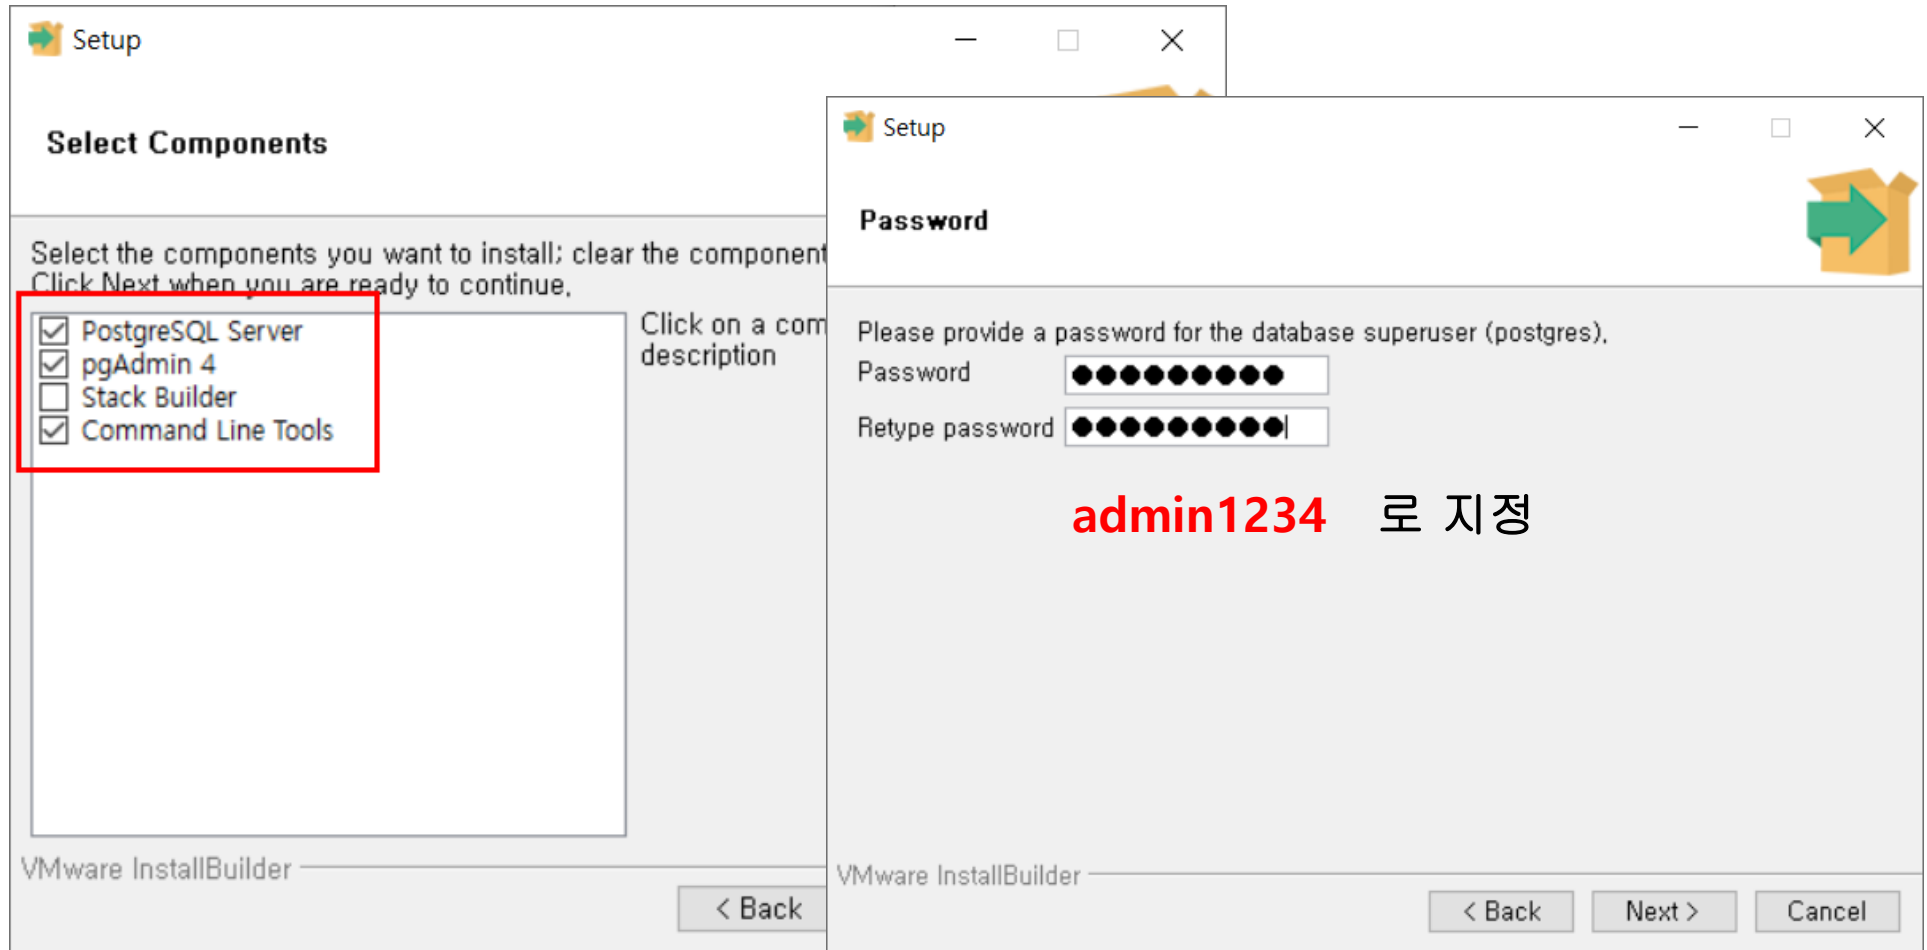 Setup
Select Components
Select the components you want to install; clear the component
Click Next when you are ready to continue.
PostgreSQL Server
pgAdmin 4
Stack Builder
Command Line Tools
Click on a com
description
VMware InstallBuilder
< Back
Setup
Password
Please provide a password for the database superuser (postgres).
Password
Retype password
admin1234 로 지정
VMware InstallBuilder
< Back Next > Cancel